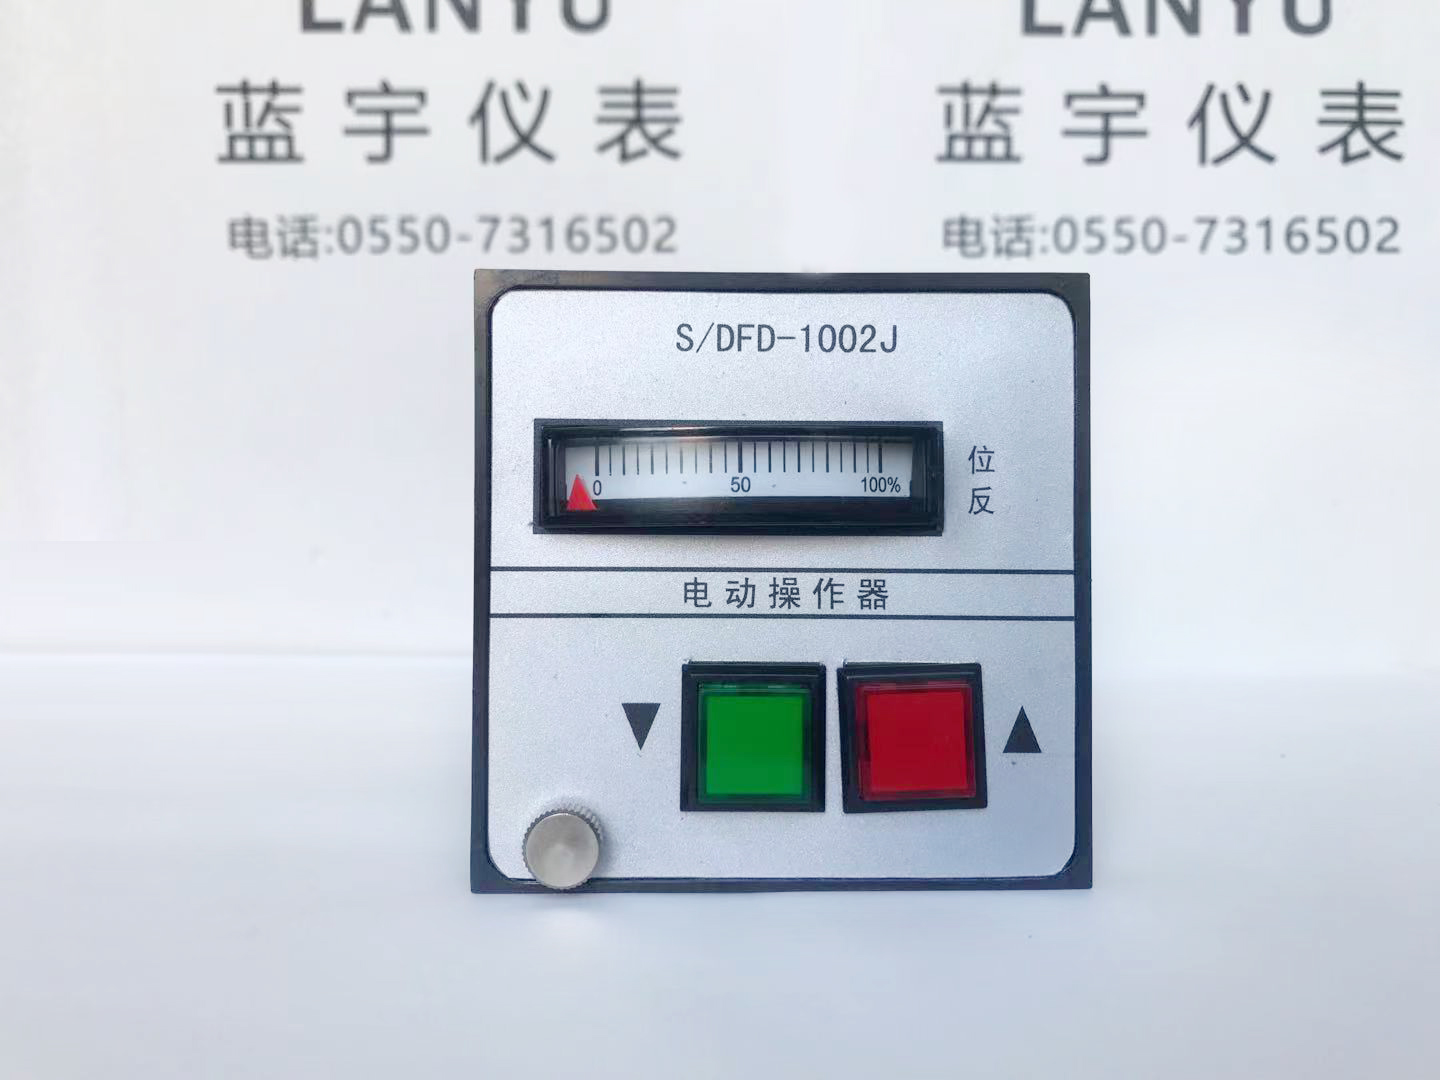 LANYU LANYU
蓝宇仪表 蓝宇仪表
电话:0550-7316502 电话:0550-7316502
S/DFD-1002J
0 50 100%
位
反
电动操作器